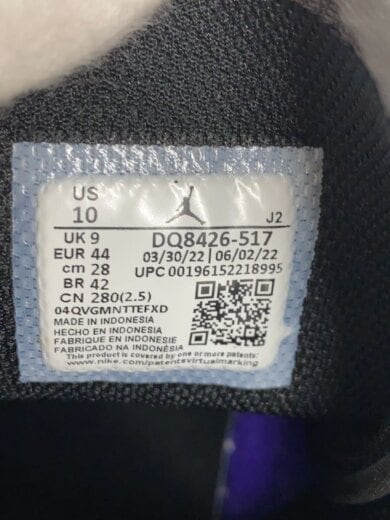 US
10
J2
UK 9
EUR 44
cm 28
BR 42
CN 280(2.5)
DQ8426-517
03/30/22 | 06/02/22
UPC 00196152218995
04QVGMNTTEFXD
MADE IN INDONESIA
HECHO EN INDONESIA
FABRIQUE EN INDONESIE
FABRICADO NA INDONÉSIA
This product is covered by one or more patents:
www.nike.com/patentsvirtualmarking